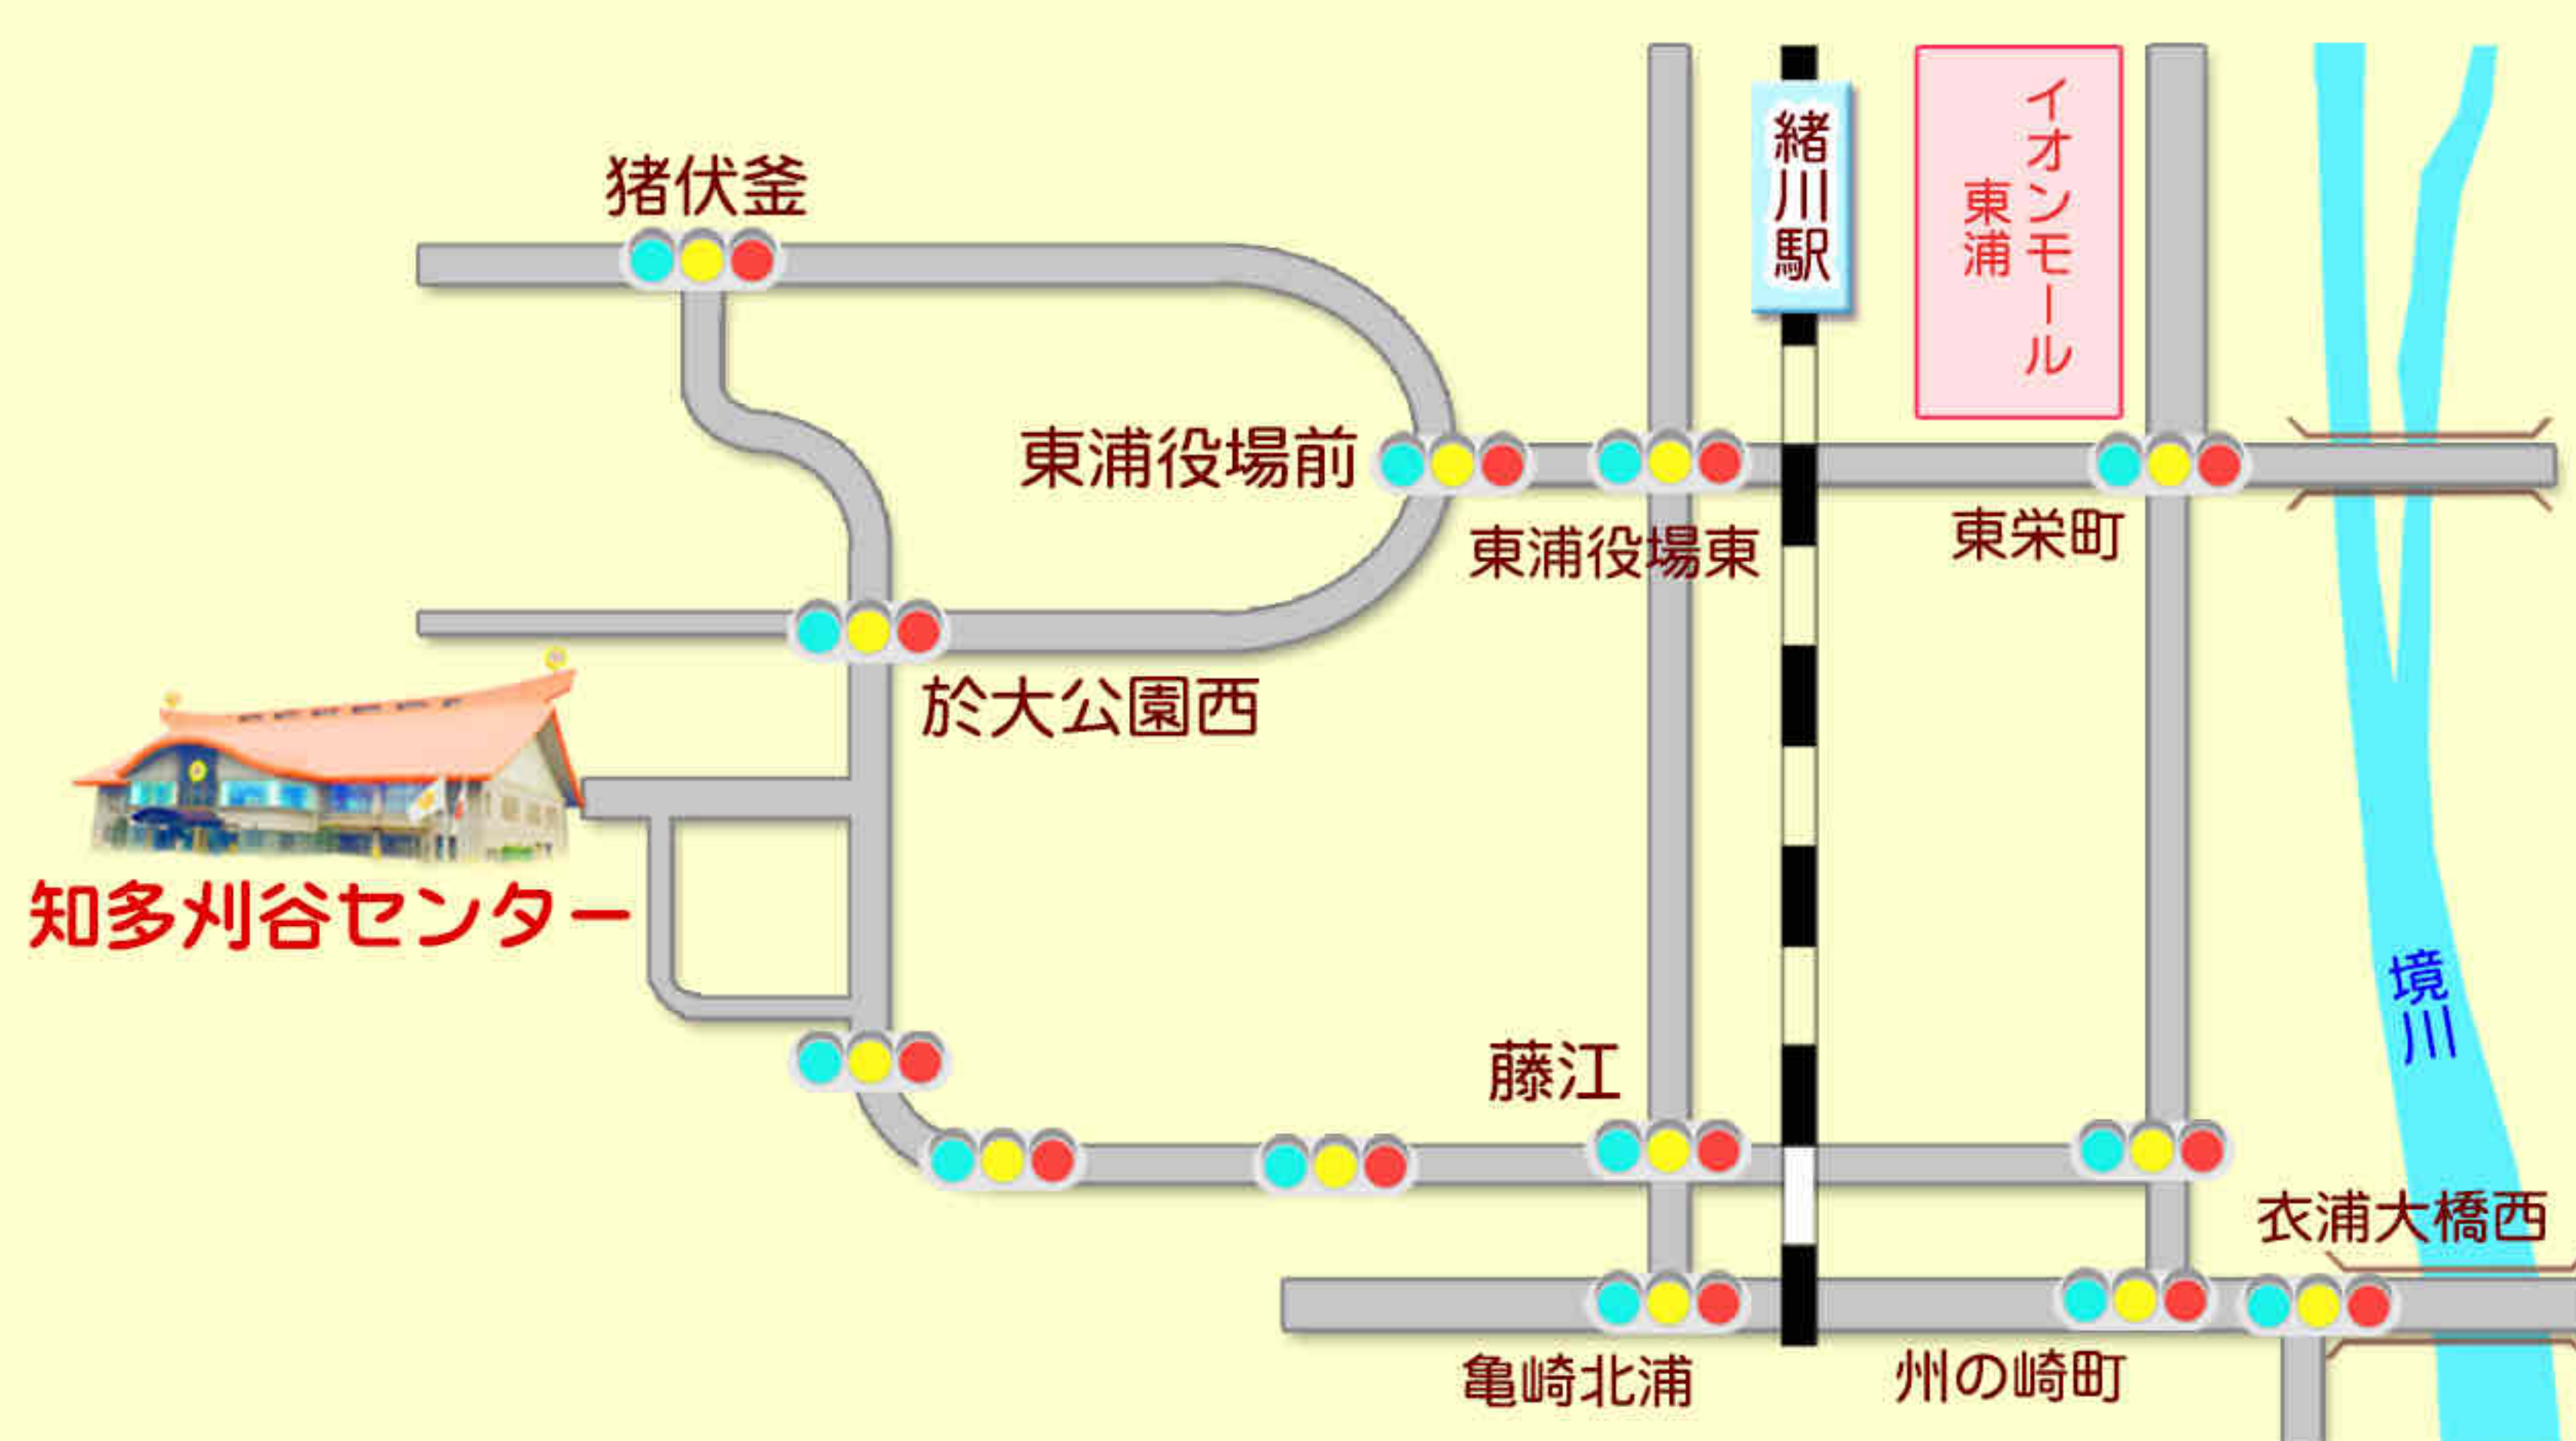 猪伏釜
緒川駅
イオンモール
東浦
東浦役場前
東浦役場東
東栄町
於大公園西
知多刈谷センター
境川
藤江
衣浦大橋西
亀崎北浦
州の崎町